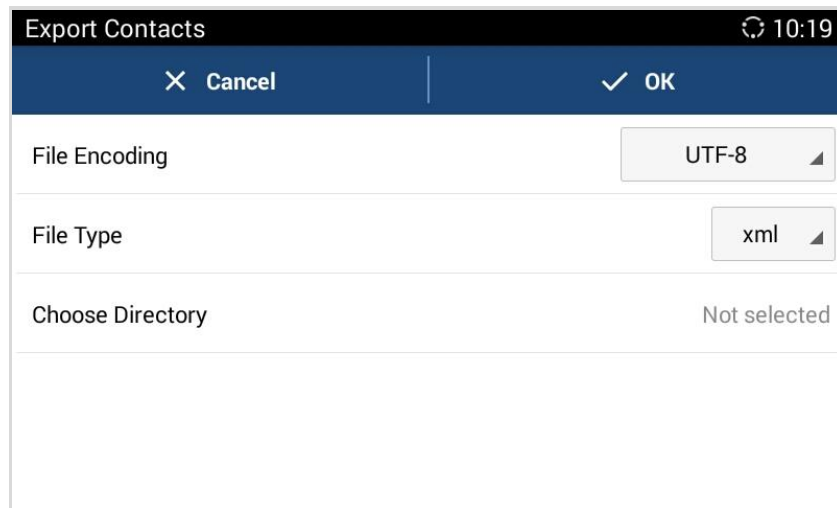 Export Contacts 10:19
Cancel OK
File Encoding UTF-8
File Type xml
Choose Directory Not selected